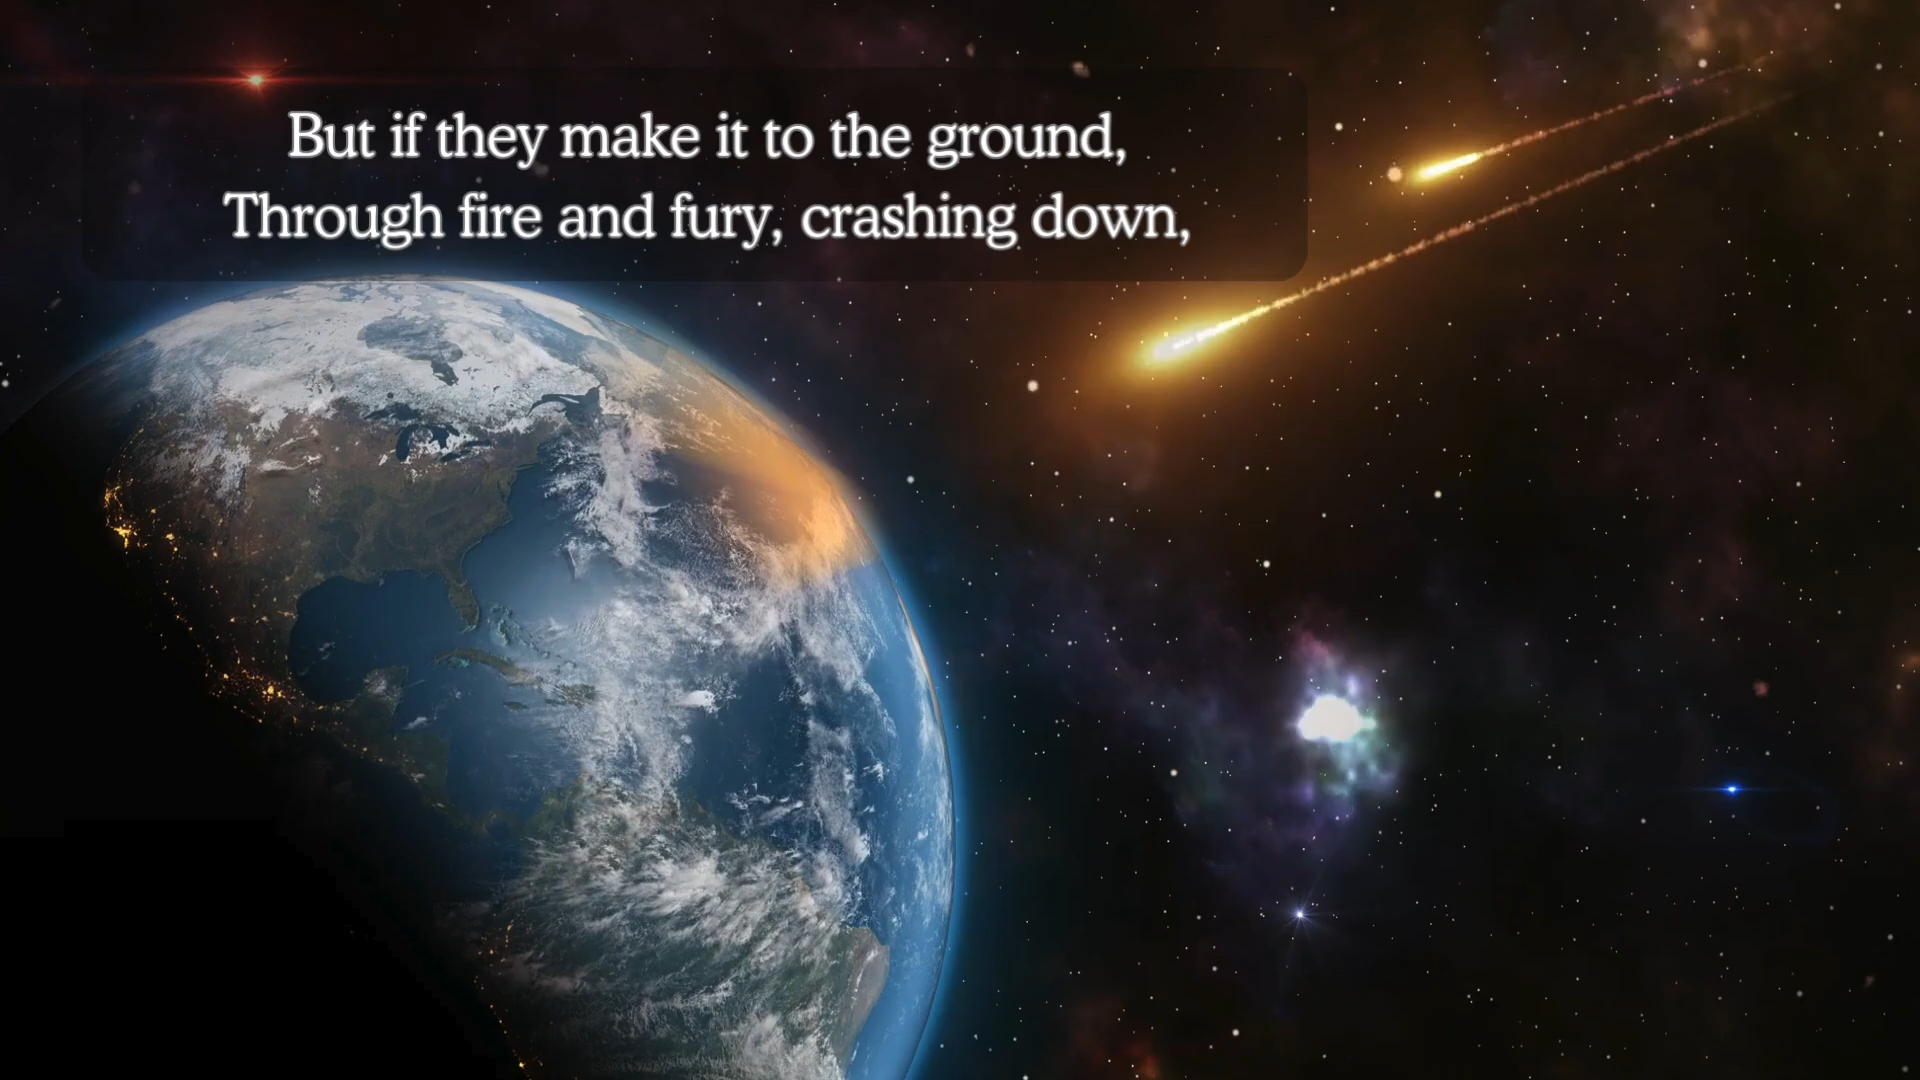 But if they make it to the ground,
Through fire and fury, crashing down,